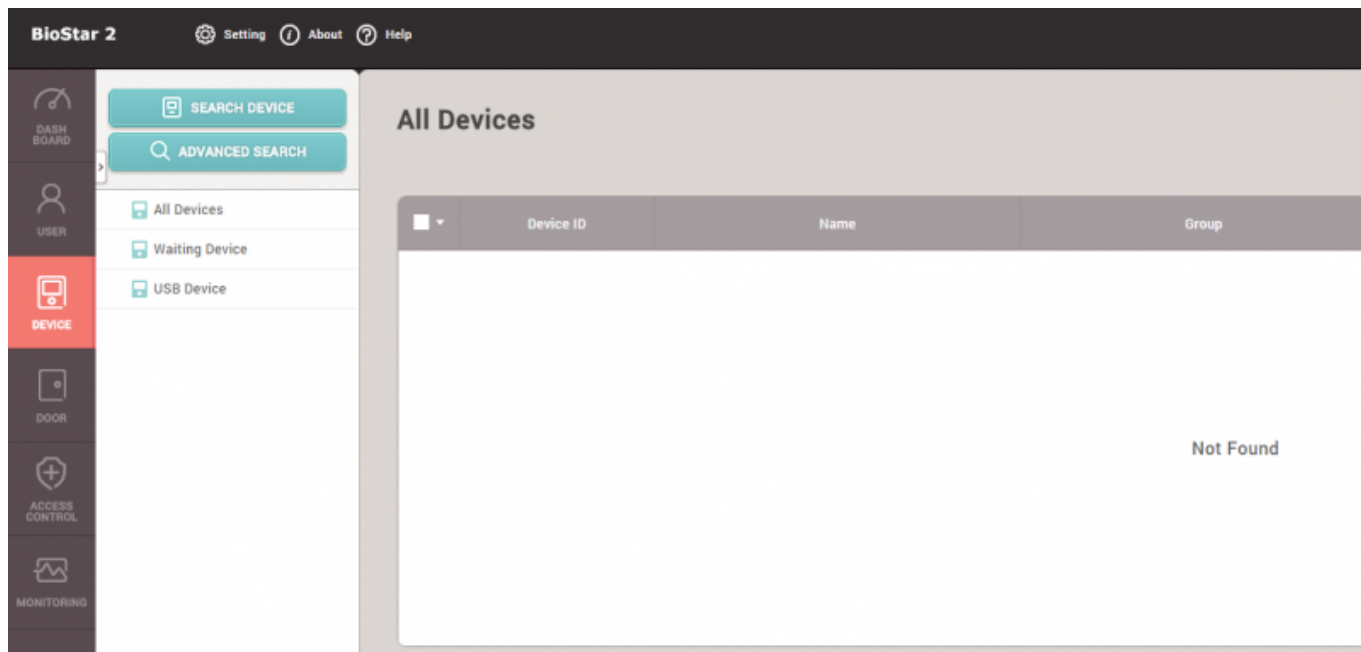 BioStar 2 Setting About Help
DASH
BOARD
USER
DEVICE
DOOR
ACCESS
CONTROL
MONITORING
SEARCH DEVICE
ADVANCED SEARCH
All Devices
Waiting Device
USB Device
All Devices
Device ID Name Group
Not Found